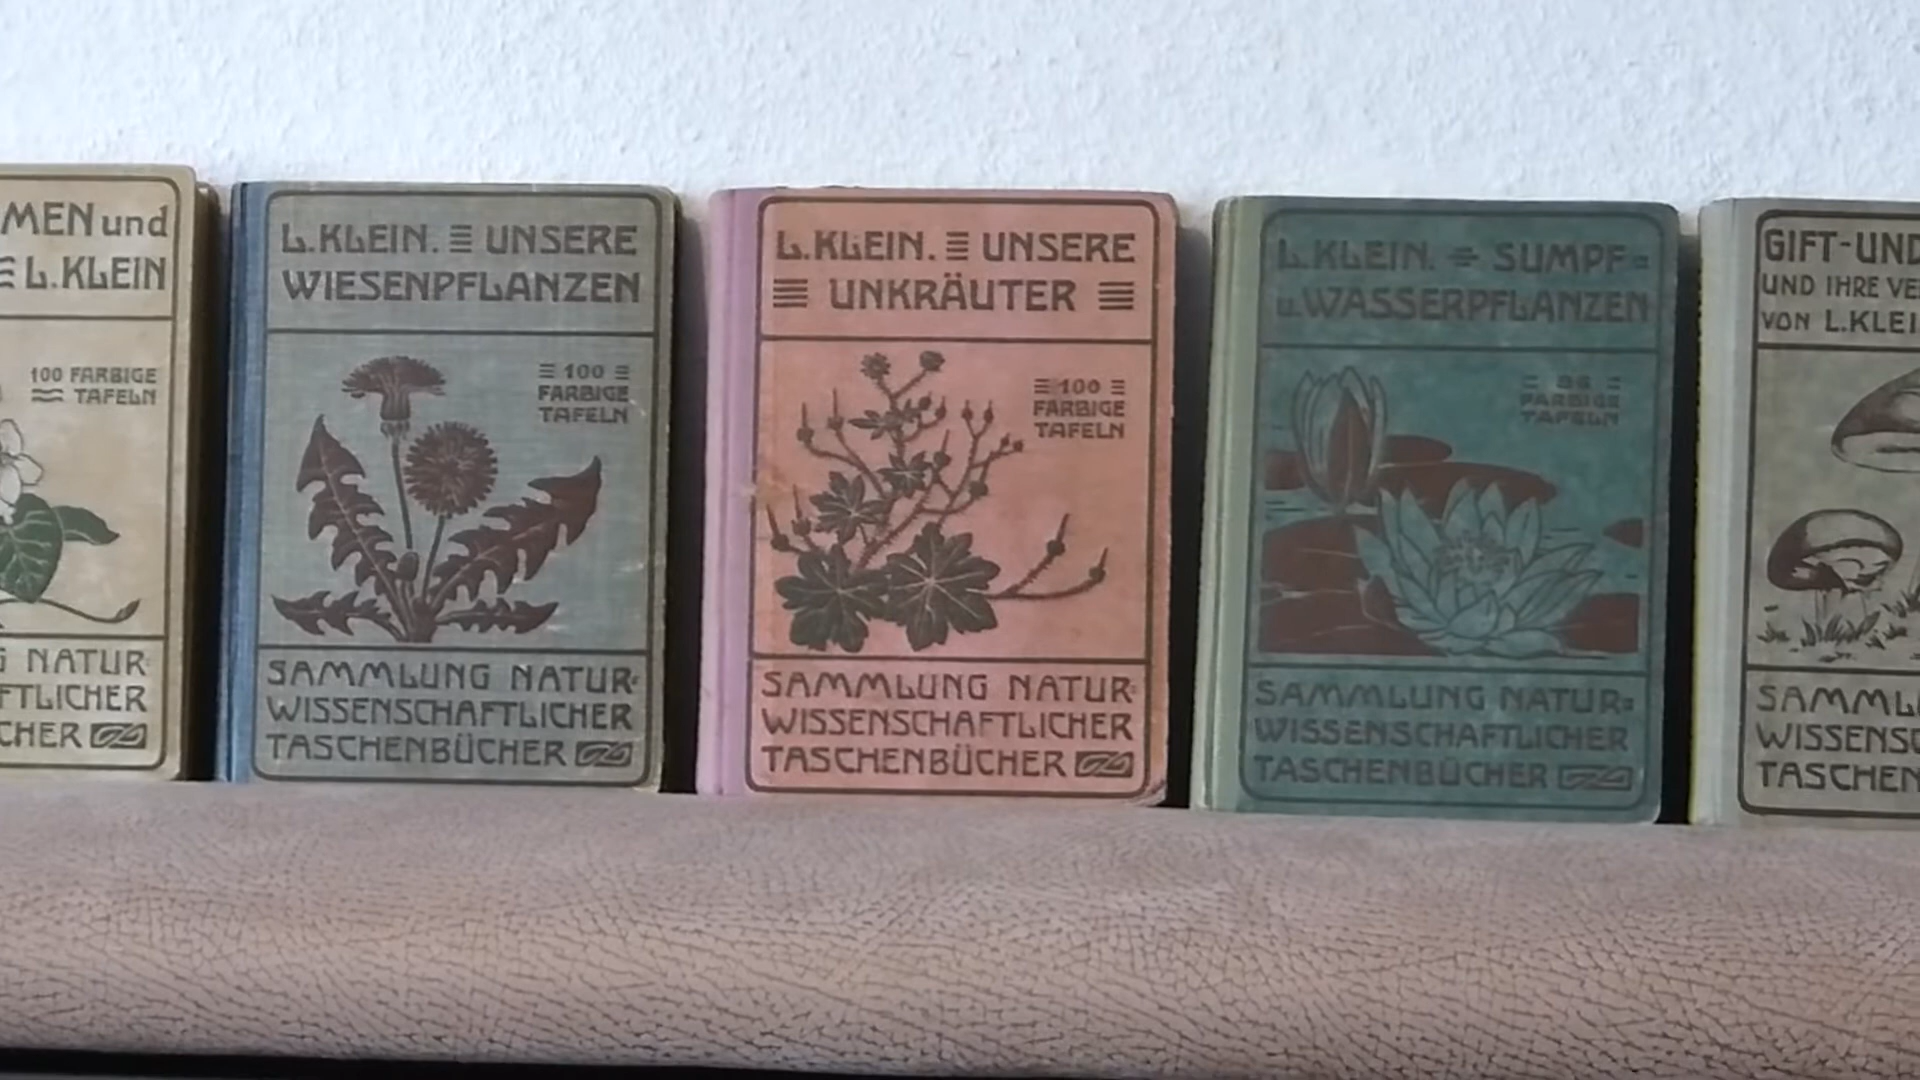 MEN und
L.KLEIN
100 FARBIGE
TAFELN
G NATUR=
FTLICHER
CHER
L.KLEIN. UNSERE
WIESENPFLANZEN
100
FARBIGE
TAFELN
SAMMLUNG NATUR=
WISSENSCHAFTLICHER
TASCHENBÜCHER
L.KLEIN. UNSERE
UNKRÄUTER
100
FARBIGE
TAFELN
SAMMLUNG NATUR=
WISSENSCHAFTLICHER
TASCHENBÜCHER
L.KLEIN. SUMPF=
u.WASSERPFLANZEN
FARBIGE
TAFELN
SAMMLUNG NATUR=
WISSENSCHAFTLICHER
TASCHENBÜCHER
GIFT-UND
UND IHRE VE
VON L.KLEI
SAMML
WISSENSC
TASCHEN